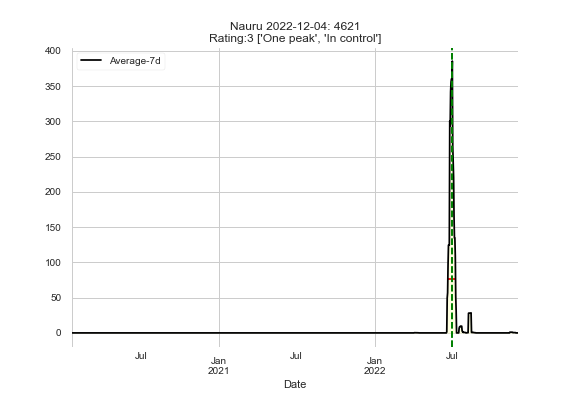 Nauru 2022-12-04: 4621
Rating:3 ['One peak', 'In control']
400
350
300
250
200
150
100
50
0
Average-7d
Jul
Jan
2021
Jul
Jan
2022
Jul
Date